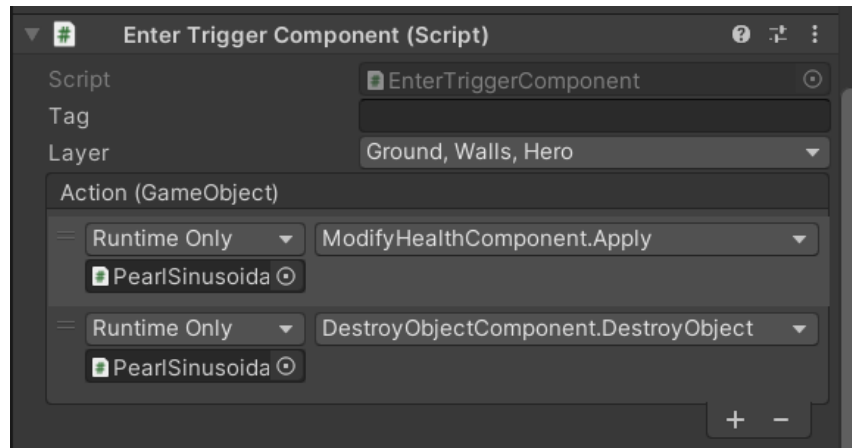 Enter Trigger Component (Script)
Script EnterTriggerComponent
Tag
Layer Ground, Walls, Hero
Action (GameObject)
Runtime Only ModifyHealthComponent.Apply
PearlSinusoida
Runtime Only DestroyObjectComponent.DestroyObject
PearlSinusoida